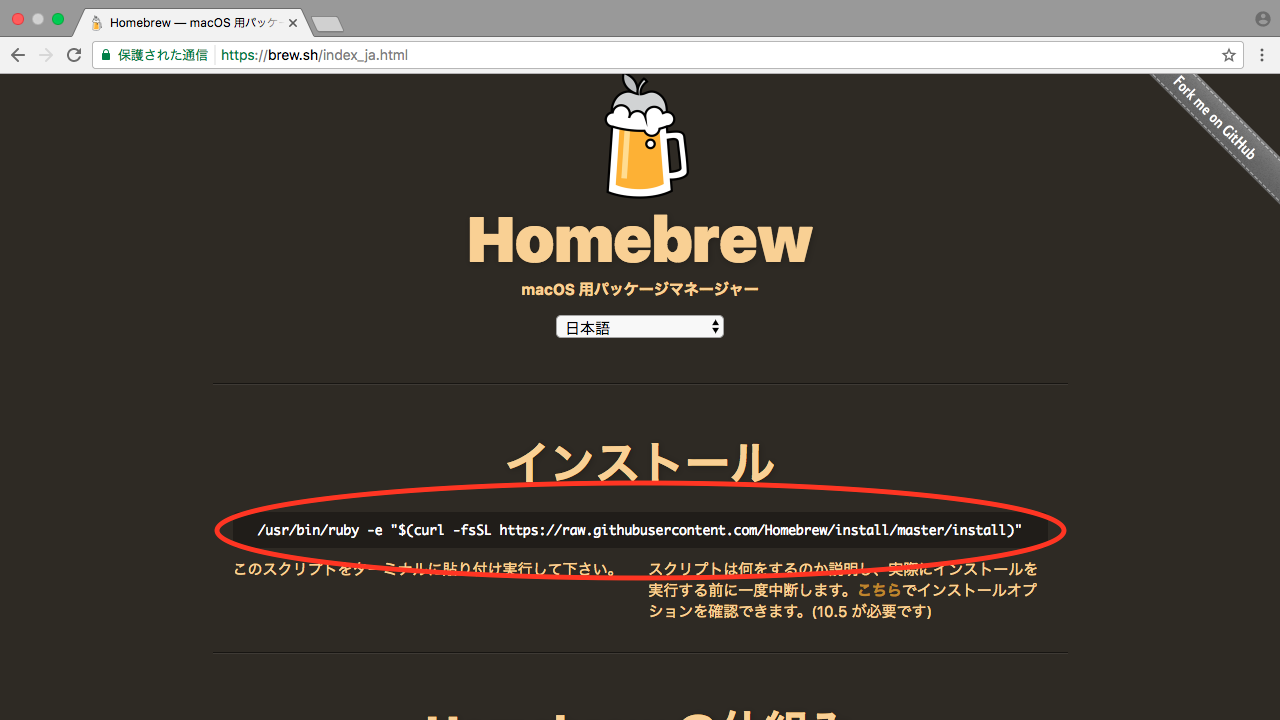 Homebrew — macOS 用パッケー
保護された通信 https://brew.sh/index_ja.html
Fork me on GitHub
Homebrew
macOS 用パッケージマネージャー
日本語
インストール
/usr/bin/ruby -e "$(curl -fsSL https://raw.githubusercontent.com/Homebrew/install/master/install)"
このスクリプトをターミナルに貼り付け実行して下さい。
スクリプトは何をするのか説明し、実際にインストールを
実行する前に一度中断します。こちらでインストールオプ
ションを確認できます。(10.5 が必要です)
Homebrew の仕組み